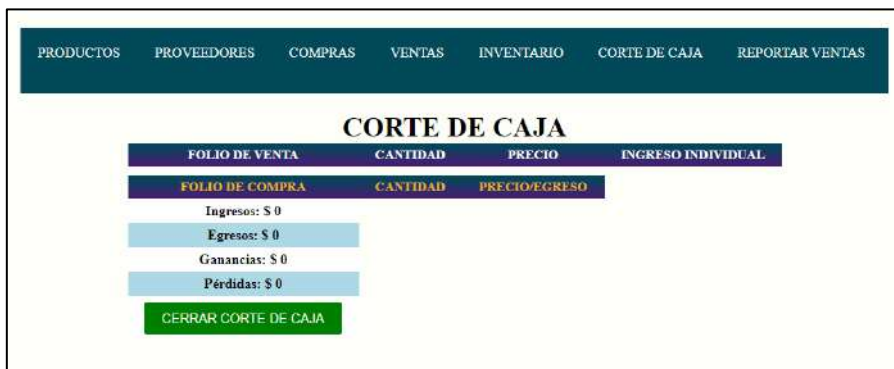 PRODUCTOS PROVEEDORES COMPRAS VENTAS INVENTARIO CORTE DE CAJA REPORTAR VENTAS
CORTE DE CAJA
FOLIO DE VENTA CANTIDAD PRECIO INGRESO INDIVIDUAL
FOLIO DE COMPRA CANTIDAD PRECIO/EGRESO
Ingresos: $ 0
Egresos: $ 0
Ganancias: $ 0
Pérdidas: $ 0
CERRAR CORTE DE CAJA